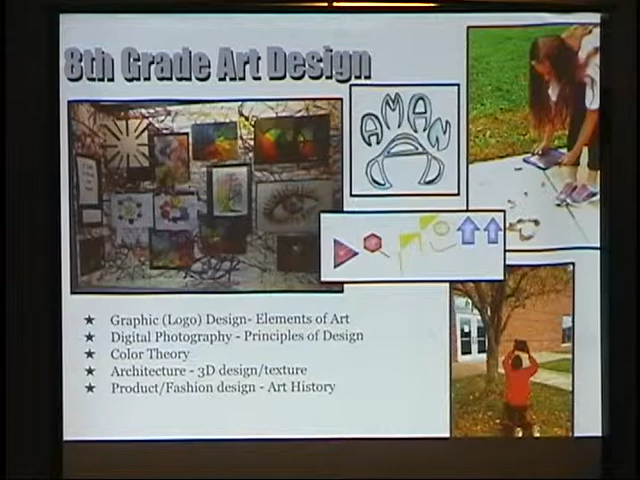 8th Grade Art Design
AMAN
Graphic (Logo) Design- Elements of Art
Digital Photography - Principles of Design
Color Theory
Architecture - 3D design/texture
Product/Fashion design - Art History